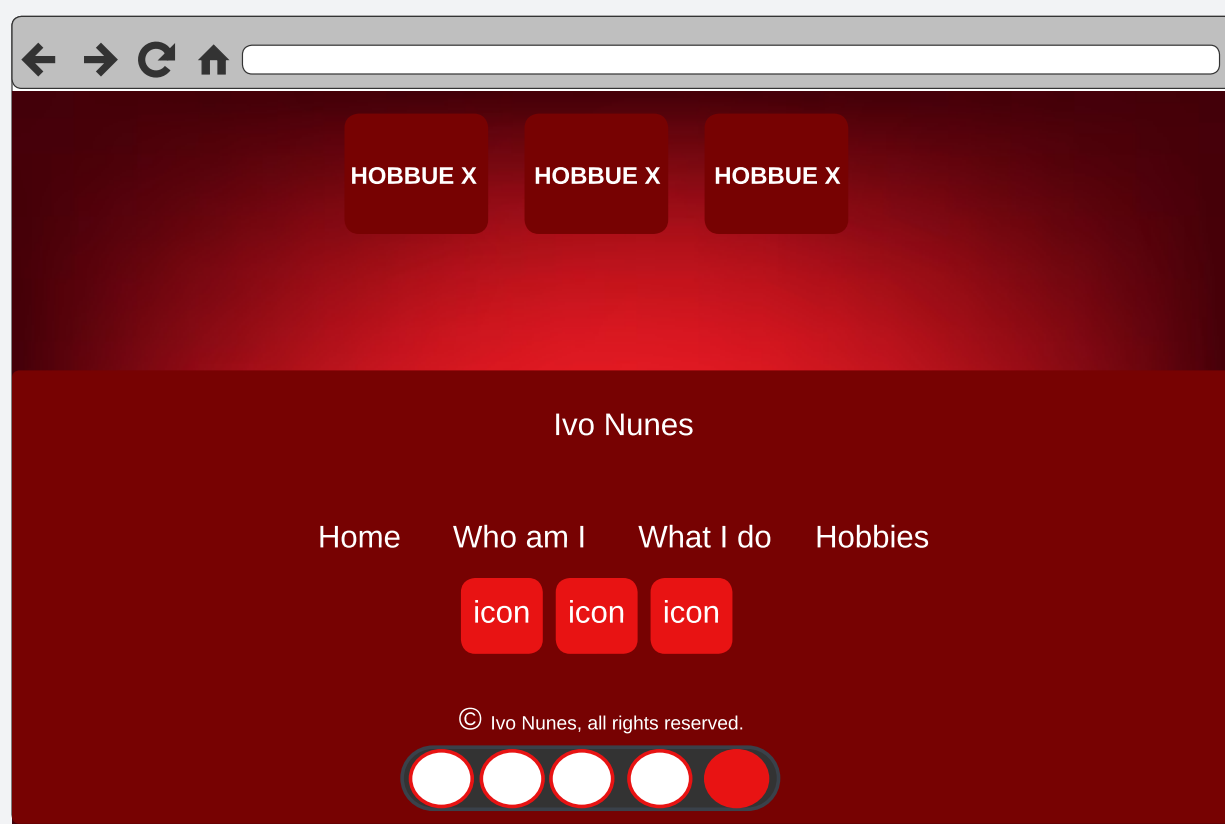 HOBBUE X HOBBUE X HOBBUE X
Ivo Nunes
Home Who am I What I do Hobbies
icon icon icon
© Ivo Nunes, all rights reserved.